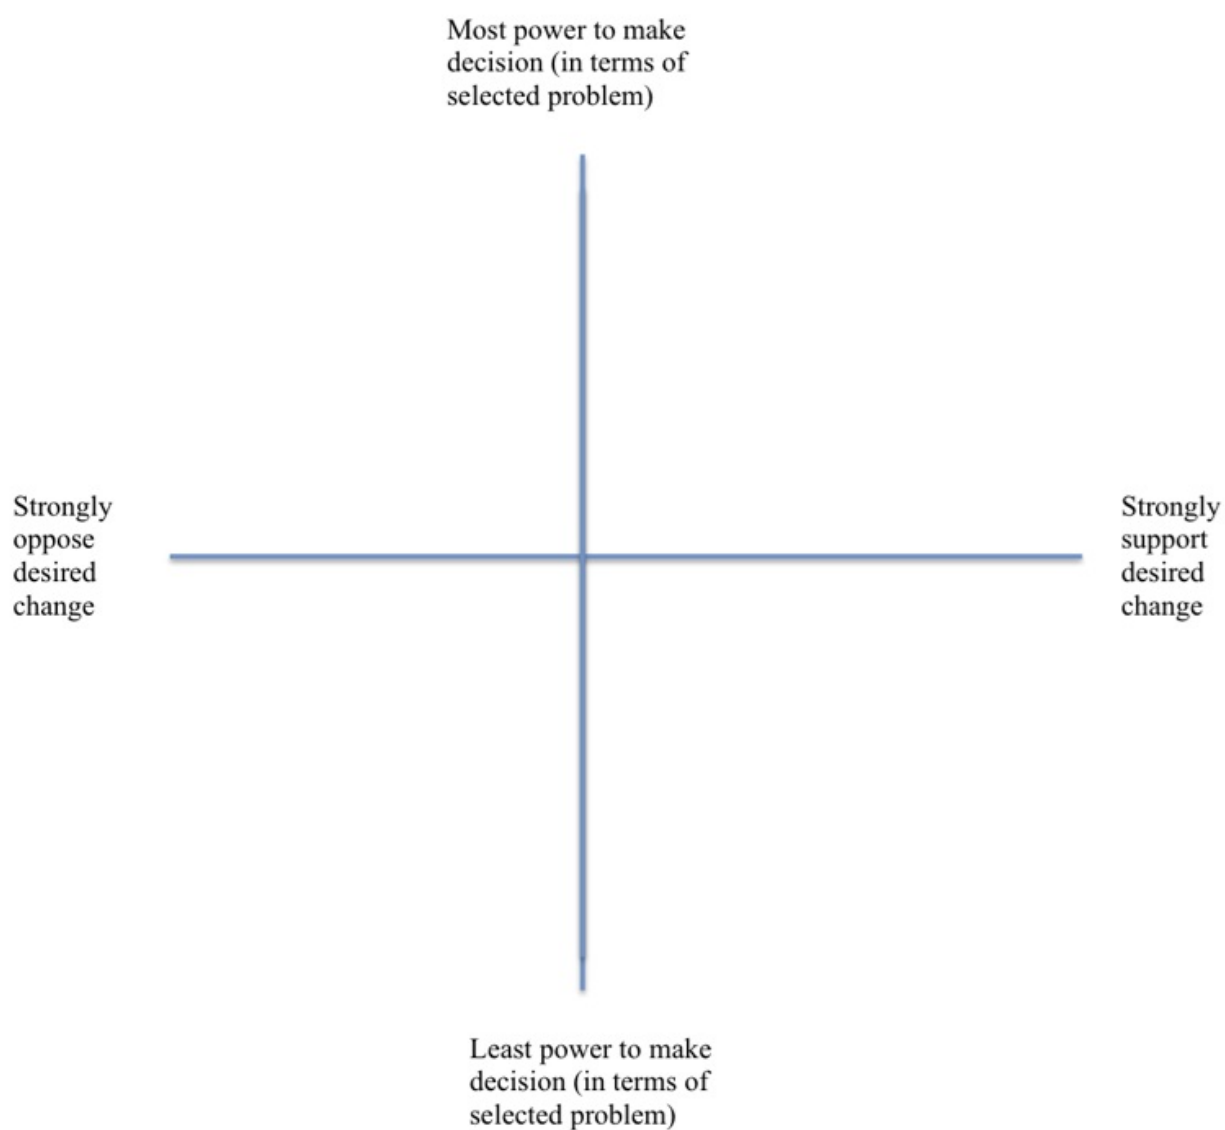 Most power to make
decision (in terms of
selected problem)
Strongly
oppose
desired
change
Strongly
support
desired
change
Least power to make
decision (in terms of
selected problem)